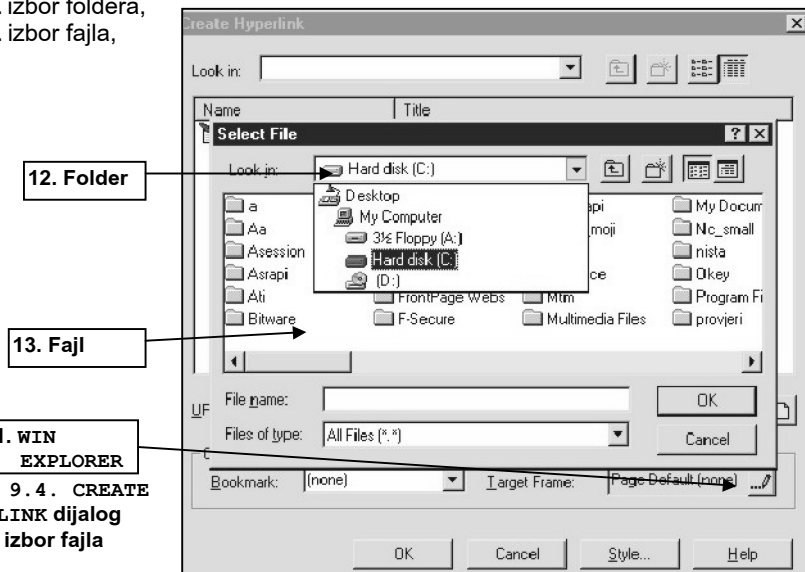 izbor foldera,
izbor fajla,
12. Folder
13. Fajl
WIN
EXPLORER
9.4. CREATE
LINK dijalog
izbor fajla
Create Hyperlink
Look in:
Name Title
Select File
Look in: Hard disk (C:)
Desktop
My Computer
3½ Floppy (A:)
Hard disk (C:
(D:)
a
Aa
Asession
Asrapi
Ati
Bitware
FrontPage Webs
F-Secure
Mtm
Multimedia Files
My Docum
Nc_small
nista
Okey
Program Fi
provjeri
File name:
OK
Files of type: All Files (*.*)
Cancel
Bookmark: (none) Target Frame: Page Default (none)
OK Cancel Style... Help